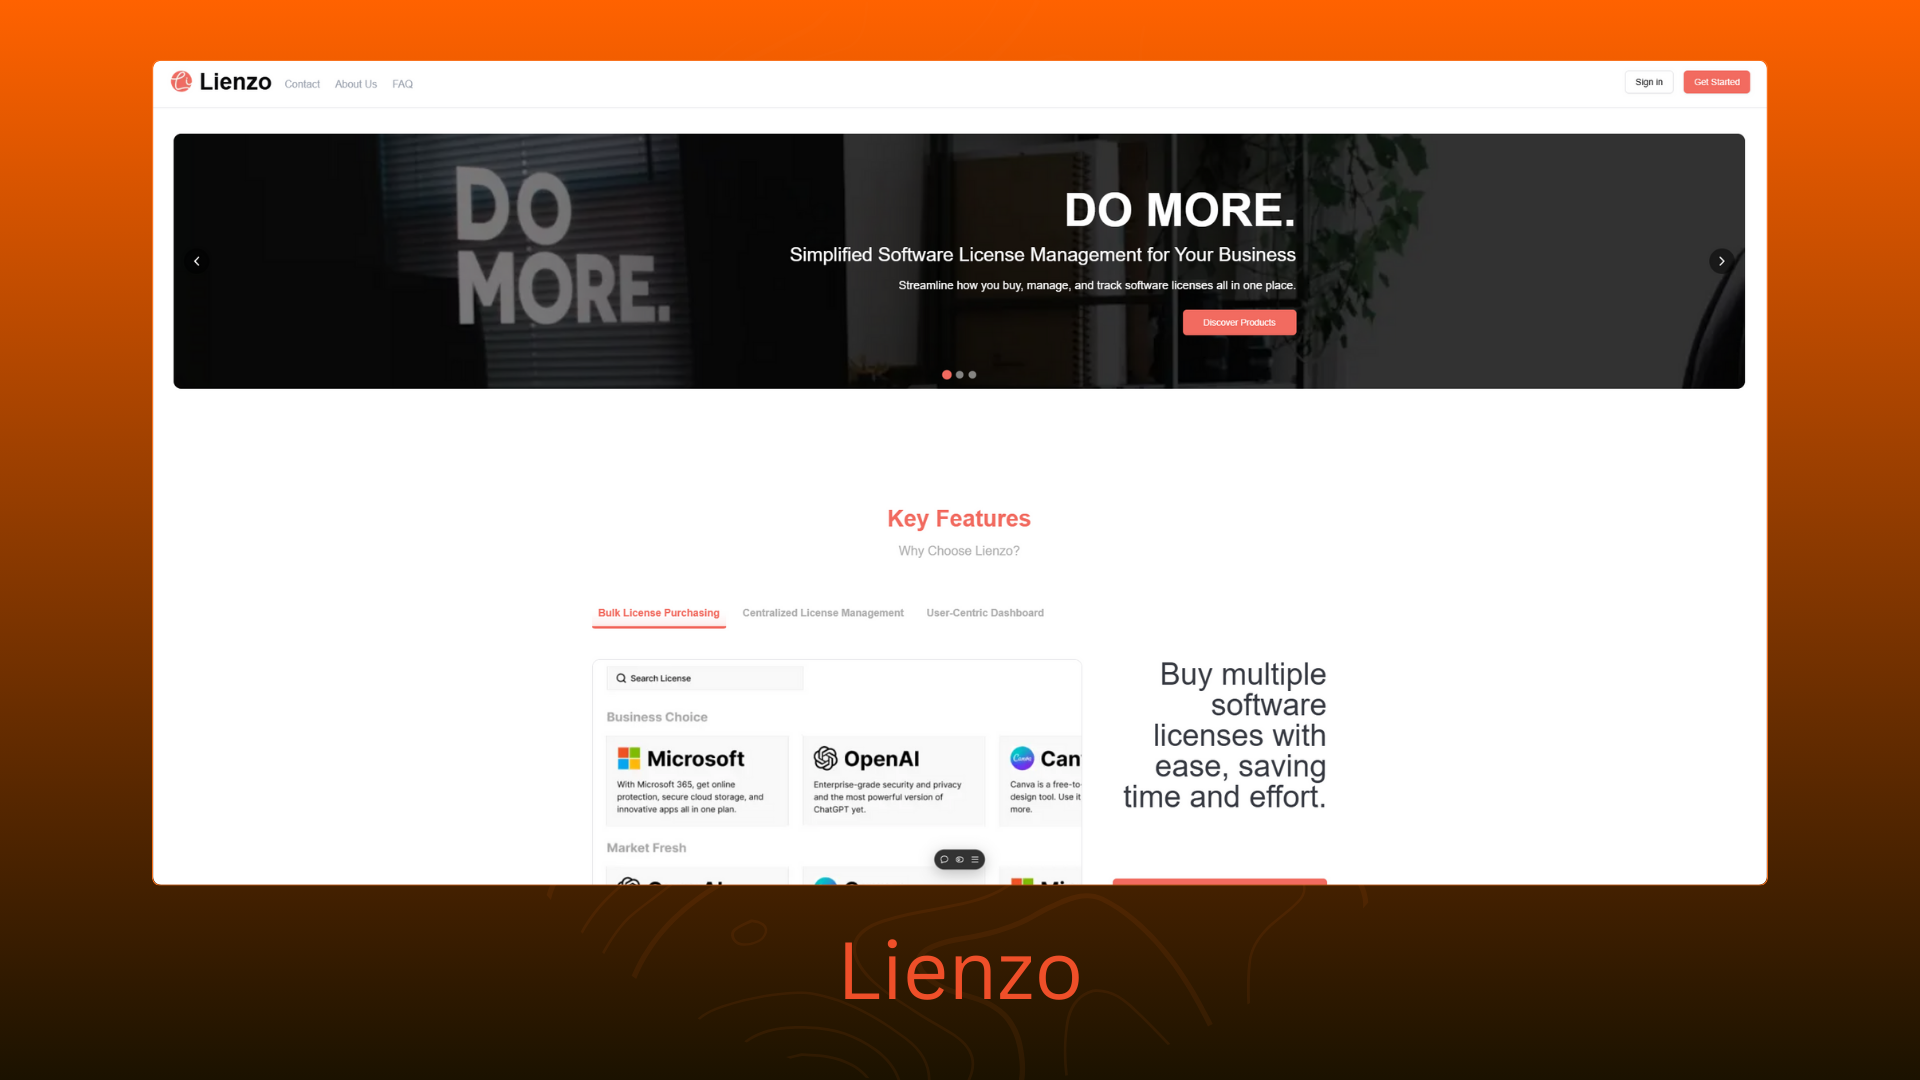 Lienzo
Contact
About Us
FAQ
Sign in
Get Started
DO
MORE.
DO MORE.
Simplified Software License Management for Your Business
Streamline how you buy, manage, and track software licenses all in one place.
Discover Products
Key Features
Why Choose Lienzo?
Bulk License Purchasing
Centralized License Management
User-Centric Dashboard
Search License
Business Choice
Microsoft
With Microsoft 365, get online
protection, secure cloud storage, and
innovative apps all in one plan.
OpenAI
Enterprise-grade security and privacy
and the most powerful version of
ChatGPT yet.
Canva
Can
Canva is a free-to-
design tool. Use it
more.
Buy multiple
software
licenses with
ease, saving
time and effort.
Market Fresh
Lienzo